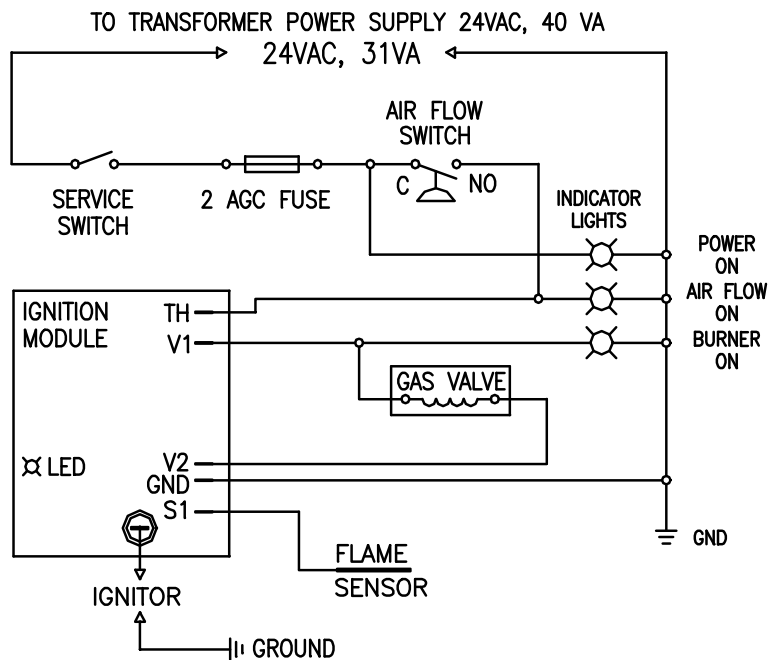 TO TRANSFORMER POWER SUPPLY 24VAC, 40 VA
24VAC, 31VA
AIR FLOW
SWITCH
C
NO
SERVICE
SWITCH
2 AGC FUSE
INDICATOR
LIGHTS
POWER
ON
AIR FLOW
ON
BURNER
ON
IGNITION
MODULE
TH
V1
GAS VALVE
LED
V2
GND
S1
GND
FLAME
SENSOR
IGNITOR
GROUND